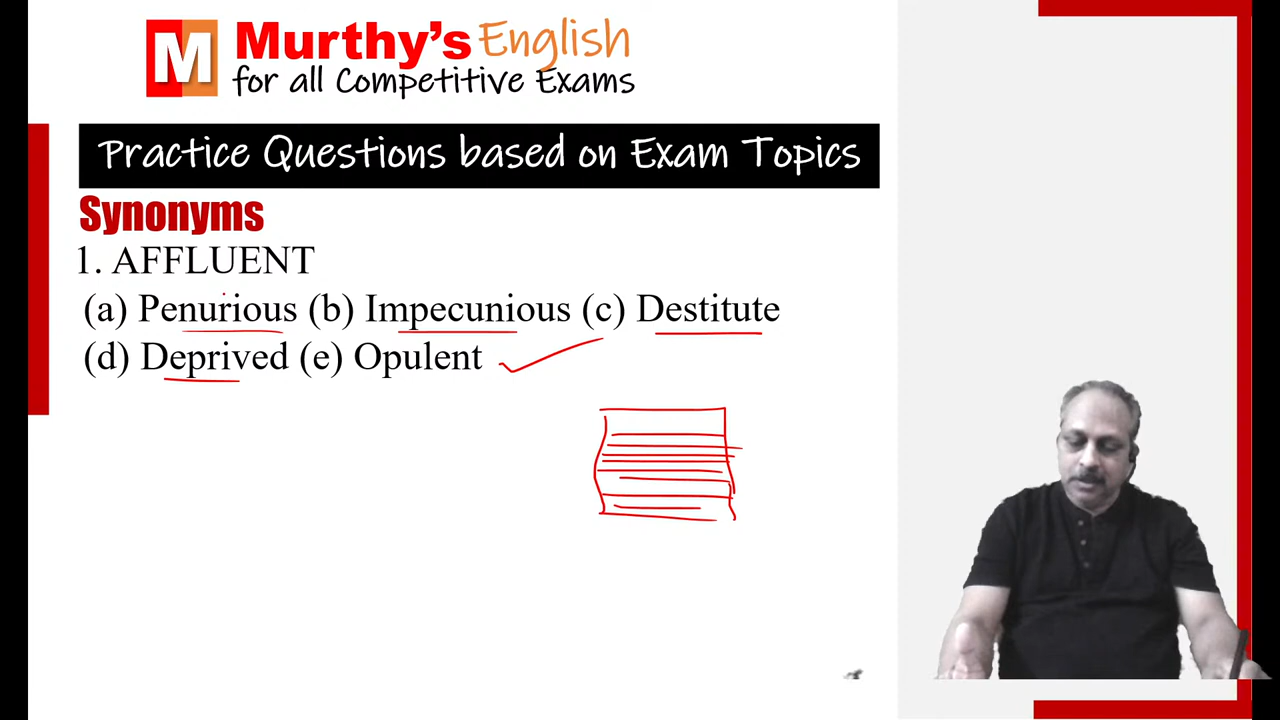 M Murthy's English
for all Competitive Exams
Practice Questions based on Exam Topics
Synonyms
1. AFFLUENT
(a) Penurious (b) Impecunious (c) Destitute
(d) Deprived (e) Opulent